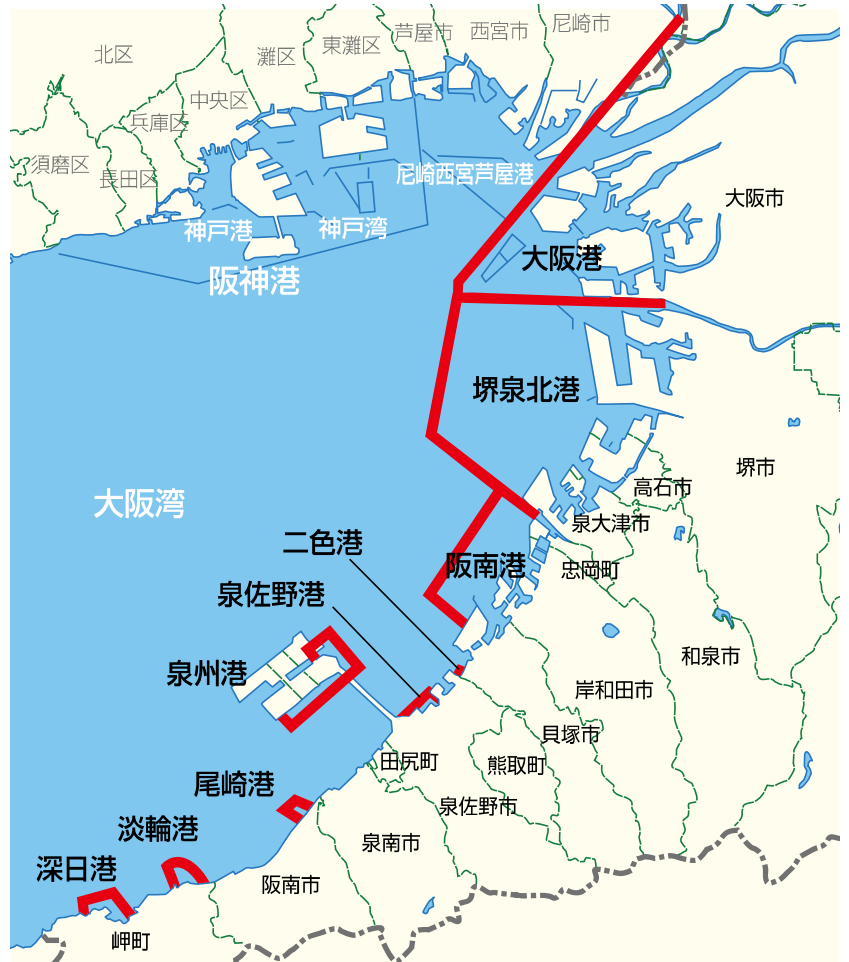 尼崎市
西宮市
芦屋市
東灘区
灘区
北区
中央区
兵庫区
須磨区
長田区
尼崎西宮芦屋港
大阪市
神戸港
神戸湾
大阪港
阪神港
堺泉北港
堺市
高石市
大阪湾
泉大津市
二色港
阪南港
忠岡町
泉佐野港
和泉市
泉州港
岸和田市
貝塚市
田尻町
熊取町
尾崎港
泉佐野市
淡輪港
泉南市
深日港
阪南市
岬町